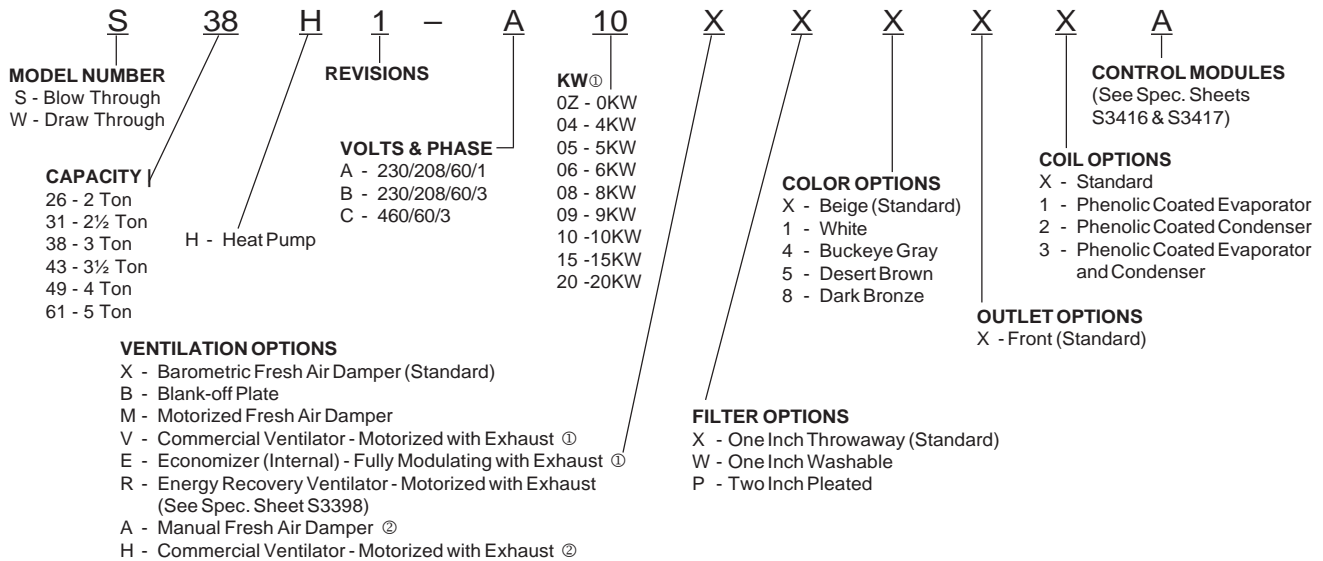 S 38 H 1 – A 10 X X X X X A
MODEL NUMBER
S - Blow Through
W - Draw Through
CAPACITY
26 - 2 Ton
31 - 2½ Ton
38 - 3 Ton
43 - 3½ Ton
49 - 4 Ton
61 - 5 Ton
H - Heat Pump
REVISIONS
VOLTS & PHASE
A - 230/208/60/1
B - 230/208/60/3
C - 460/60/3
KW①
0Z - 0KW
04 - 4KW
05 - 5KW
06 - 6KW
08 - 8KW
09 - 9KW
10 -10KW
15 -15KW
20 -20KW
VENTILATION OPTIONS
X - Barometric Fresh Air Damper (Standard)
B - Blank-off Plate
M - Motorized Fresh Air Damper
V - Commercial Ventilator - Motorized with Exhaust ①
E - Economizer (Internal) - Fully Modulating with Exhaust ①
R - Energy Recovery Ventilator - Motorized with Exhaust
(See Spec. Sheet S3398)
A - Manual Fresh Air Damper ②
H - Commercial Ventilator - Motorized with Exhaust ②
FILTER OPTIONS
X - One Inch Throwaway (Standard)
W - One Inch Washable
P - Two Inch Pleated
COLOR OPTIONS
X - Beige (Standard)
1 - White
4 - Buckeye Gray
5 - Desert Brown
8 - Dark Bronze
OUTLET OPTIONS
X - Front (Standard)
COIL OPTIONS
X - Standard
1 - Phenolic Coated Evaporator
2 - Phenolic Coated Condenser
3 - Phenolic Coated Evaporator
and Condenser
CONTROL MODULES
(See Spec. Sheets
S3416 & S3417)